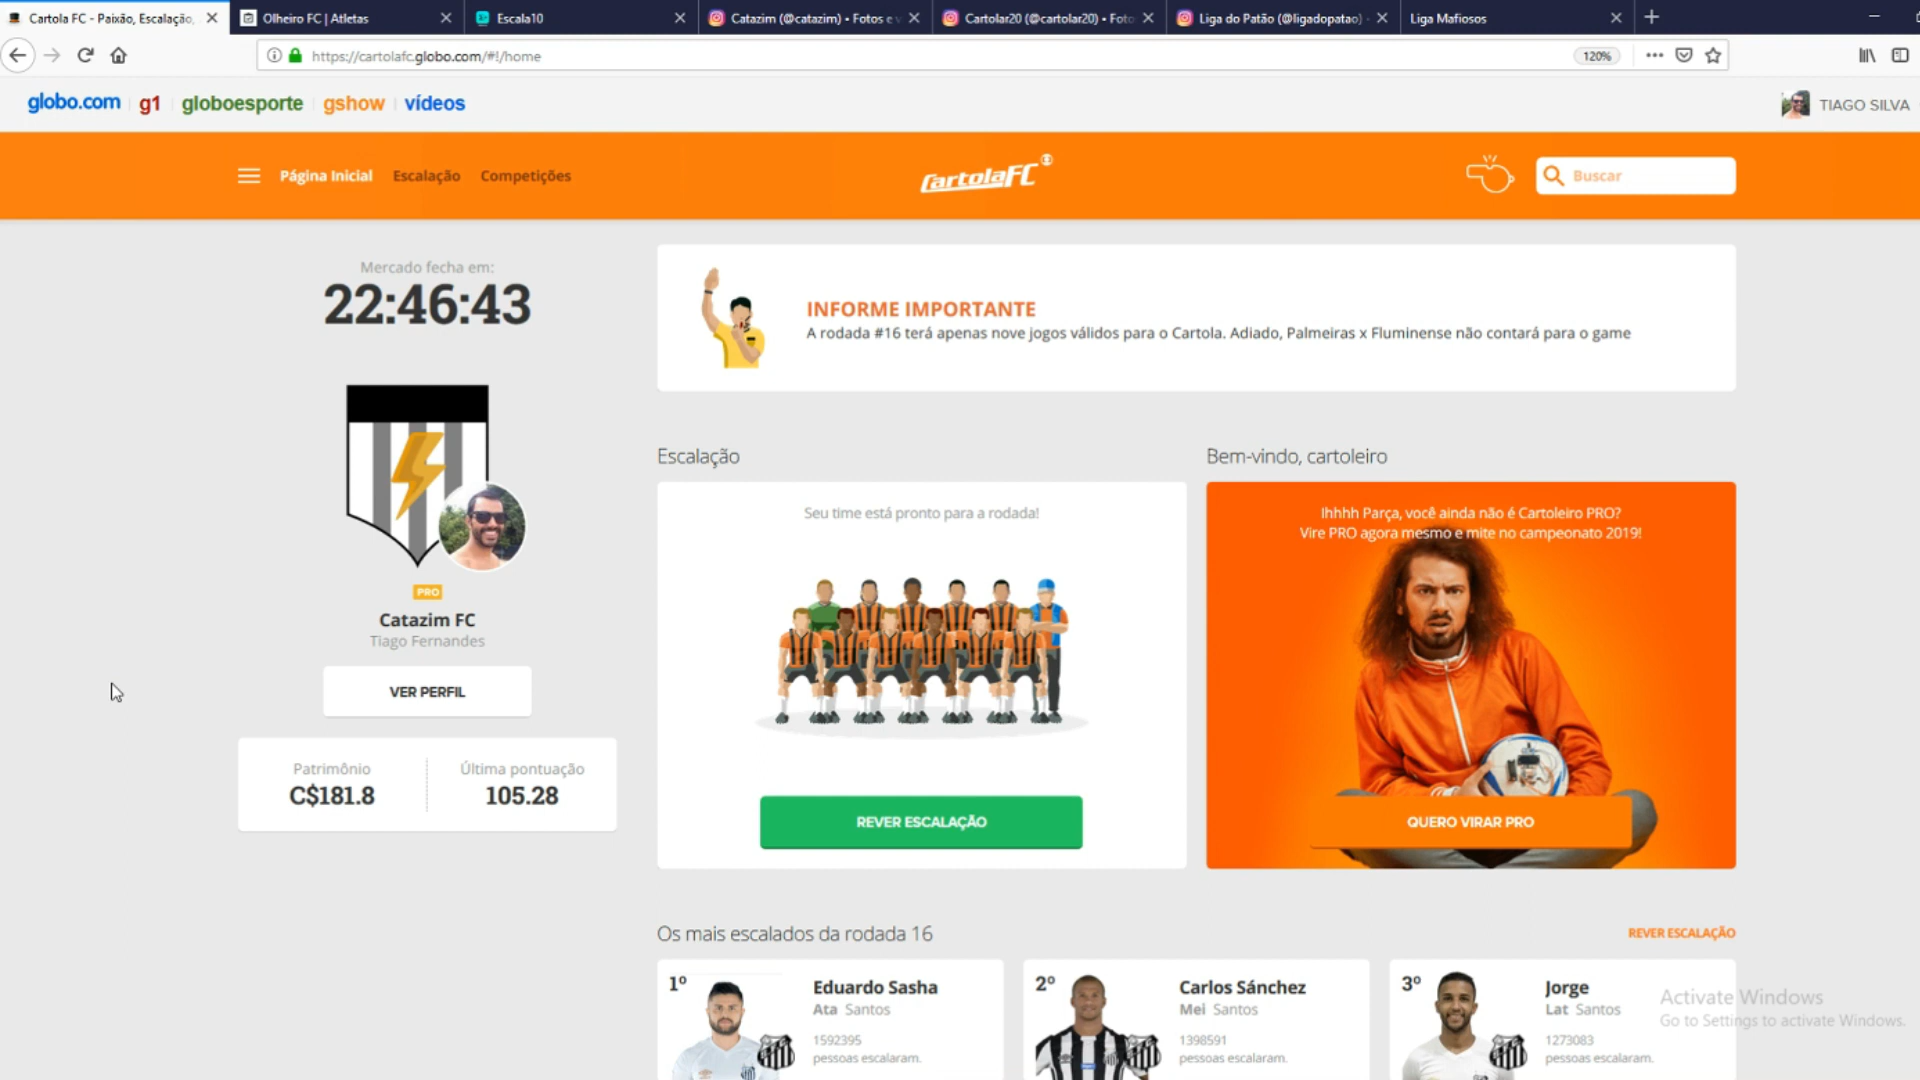 Cartola FC - Paixão, Escalação,
Olheiro FC | Atletas
Escala10
Catazim (@catazim) • Fotos e v
Cartolar20 (@cartolar20) • Foto
Liga do Patão (@ligadopatao) -
Liga Mafiosos
https://cartolafc.globo.com/#!/home
120%
globo.com g1 globoesporte gshow vídeos
TIAGO SILVA
Página Inicial Escalação Competições
CartolaFC
Buscar
Mercado fecha em:
22:46:43
INFORME IMPORTANTE
A rodada #16 terá apenas nove jogos válidos para o Cartola. Adiado, Palmeiras x Fluminense não contará para o game
PRO
Catazim FC
Tiago Fernandes
VER PERFIL
Patrimônio
C$181.8
Última pontuação
105.28
Escalação
Seu time está pronto para a rodada!
REVER ESCALAÇÃO
Bem-vindo, cartoleiro
Ihhhh Parça, você ainda não é Cartoleiro PRO?
Vire PRO agora mesmo e mite no campeonato 2019!
QUERO VIRAR PRO
Os mais escalados da rodada 16
REVER ESCALAÇÃO
1º
Eduardo Sasha
Ata Santos
1592395
pessoas escalaram.
2º
Carlos Sánchez
Mei Santos
1398591
pessoas escalaram.
3º
Jorge
Lat Santos
1273083
pessoas escalaram.
Activate Windows
Go to Settings to activate Windows.